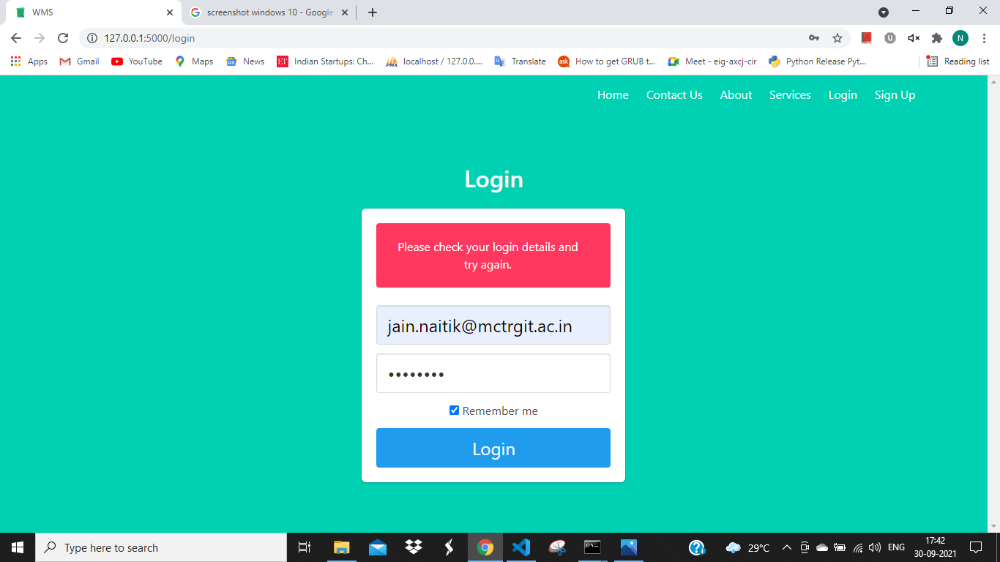 WMS
screenshot windows 10 - Google
127.0.0.1:5000/login
N
Apps
Gmail
YouTube
Maps
News
ET
Indian Startups: Ch...
PMA
localhost / 127.0.0....
Translate
ask
How to get GRUB t...
Meet - eig-axcj-cir
Python Release Pyt...
Reading list
Home
Contact Us
About
Services
Login
Sign Up
Login
Please check your login details and
try again.
jain.naitik@mctrgit.ac.in
Remember me
Login
Type here to search
29°C
ENG
17:42
30-09-2021